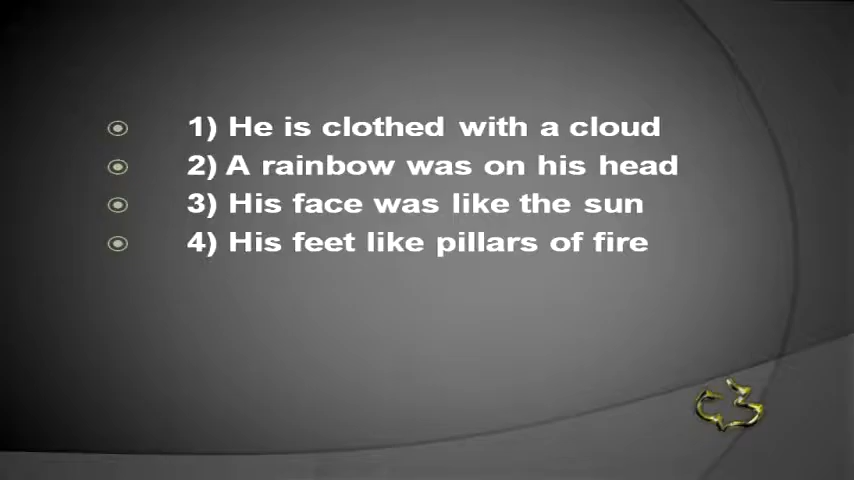 1) He is clothed with a cloud
2) A rainbow was on his head
3) His face was like the sun
4) His feet like pillars of fire